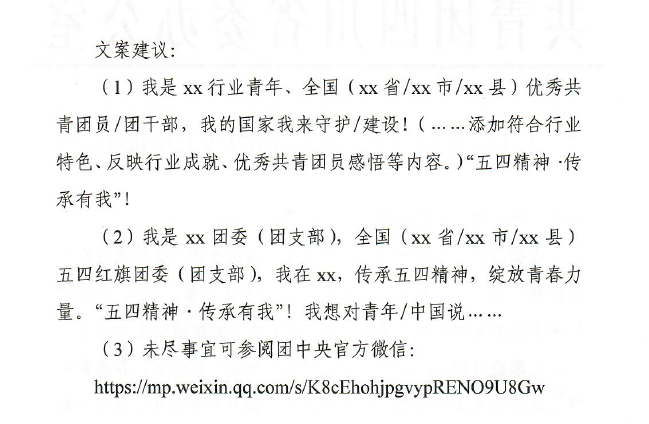 文案建议：
（1）我是 xx 行业青年、全国（xx 省/xx 市/xx 县）优秀共
青团员/团干部，我的国家我来守护/建设！（……添加符合行业
特色、反映行业成就、优秀共青团员感悟等内容。）“五四精神·传
承有我”！
（2）我是 xx 团委（团支部），全国（xx 省/xx 市/xx 县）
五四红旗团委（团支部），我在 xx，传承五四精神，绽放青春力
量。“五四精神·传承有我”！我想对青年/中国说……
（3）未尽事宜可参阅团中央官方微信：
https://mp.weixin.qq.com/s/K8cEhohjpgvypRENO9U8Gw